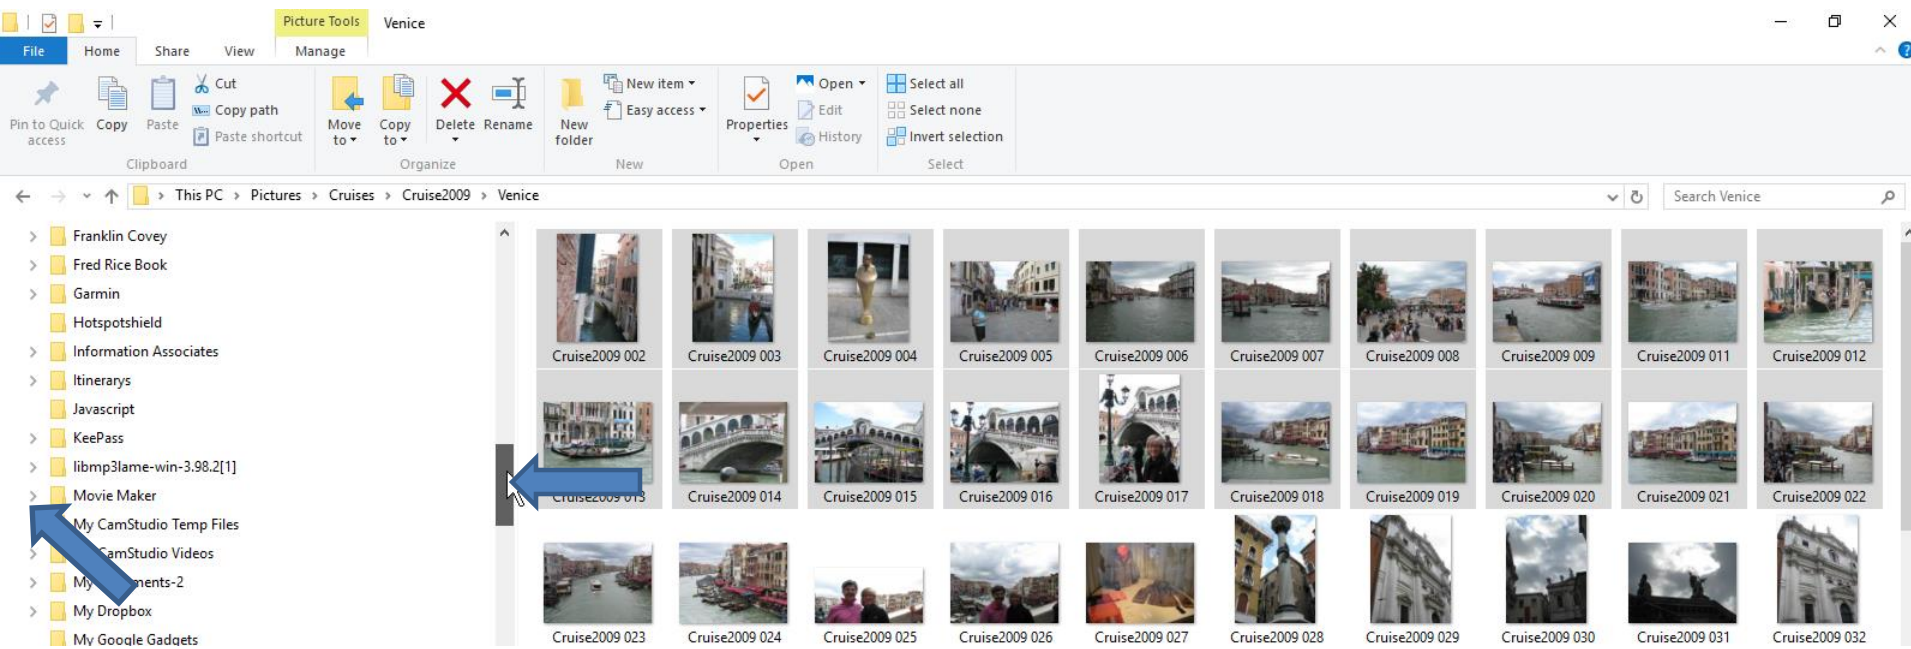 Picture Tools Venice
File Home Share View Manage
Pin to Quick access
Copy
Paste
Cut
Copy path
Paste shortcut
Clipboard
Move to
Copy to
Delete
Rename
Organize
New folder
New item
Easy access
New
Properties
Open
Edit
History
Open
Select all
Select none
Invert selection
Select
This PC > Pictures > Cruises > Cruise2009 > Venice
Search Venice
Franklin Covey
Fred Rice Book
Garmin
Hotspotshield
Information Associates
Itinerarys
Javascript
KeePass
libmp3lame-win-3.98.2[1]
Movie Maker
My CamStudio Temp Files
CamStudio Videos
My Dropbox
My Google Gadgets
Cruise2009 002 Cruise2009 003 Cruise2009 004 Cruise2009 005 Cruise2009 006 Cruise2009 007 Cruise2009 008 Cruise2009 009 Cruise2009 011 Cruise2009 012
Cruise2009 013 Cruise2009 014 Cruise2009 015 Cruise2009 016 Cruise2009 017 Cruise2009 018 Cruise2009 019 Cruise2009 020 Cruise2009 021 Cruise2009 022
Cruise2009 023 Cruise2009 024 Cruise2009 025 Cruise2009 026 Cruise2009 027 Cruise2009 028 Cruise2009 029 Cruise2009 030 Cruise2009 031 Cruise2009 032